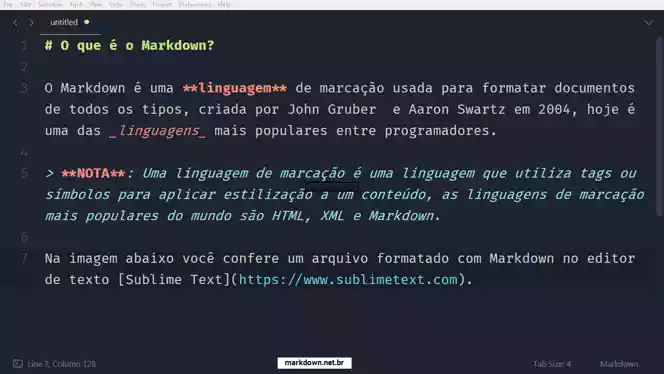 File Edit Selection Find View Goto Tools Project Preferences Help
untitled
1 # O que é o Markdown?
2
3 O Markdown é uma **linguagem** de marcação usada para formatar documentos
de todos os tipos, criada por John Gruber  e Aaron Swartz em 2004, hoje é
uma das _linguagens_ mais populares entre programadores.
4
5 > **NOTA**: Uma linguagem de marcação é uma linguagem que utiliza tags ou
símbolos para aplicar estilização a um conteúdo, as linguagens de marcação
mais populares do mundo são HTML, XML e Markdown.
6
7 Na imagem abaixo você confere um arquivo formatado com Markdown no editor
de texto [Sublime Text](https://www.sublimetext.com).
markdown.net.br
Line 7, Column 128 Tab Size: 4 Markdown